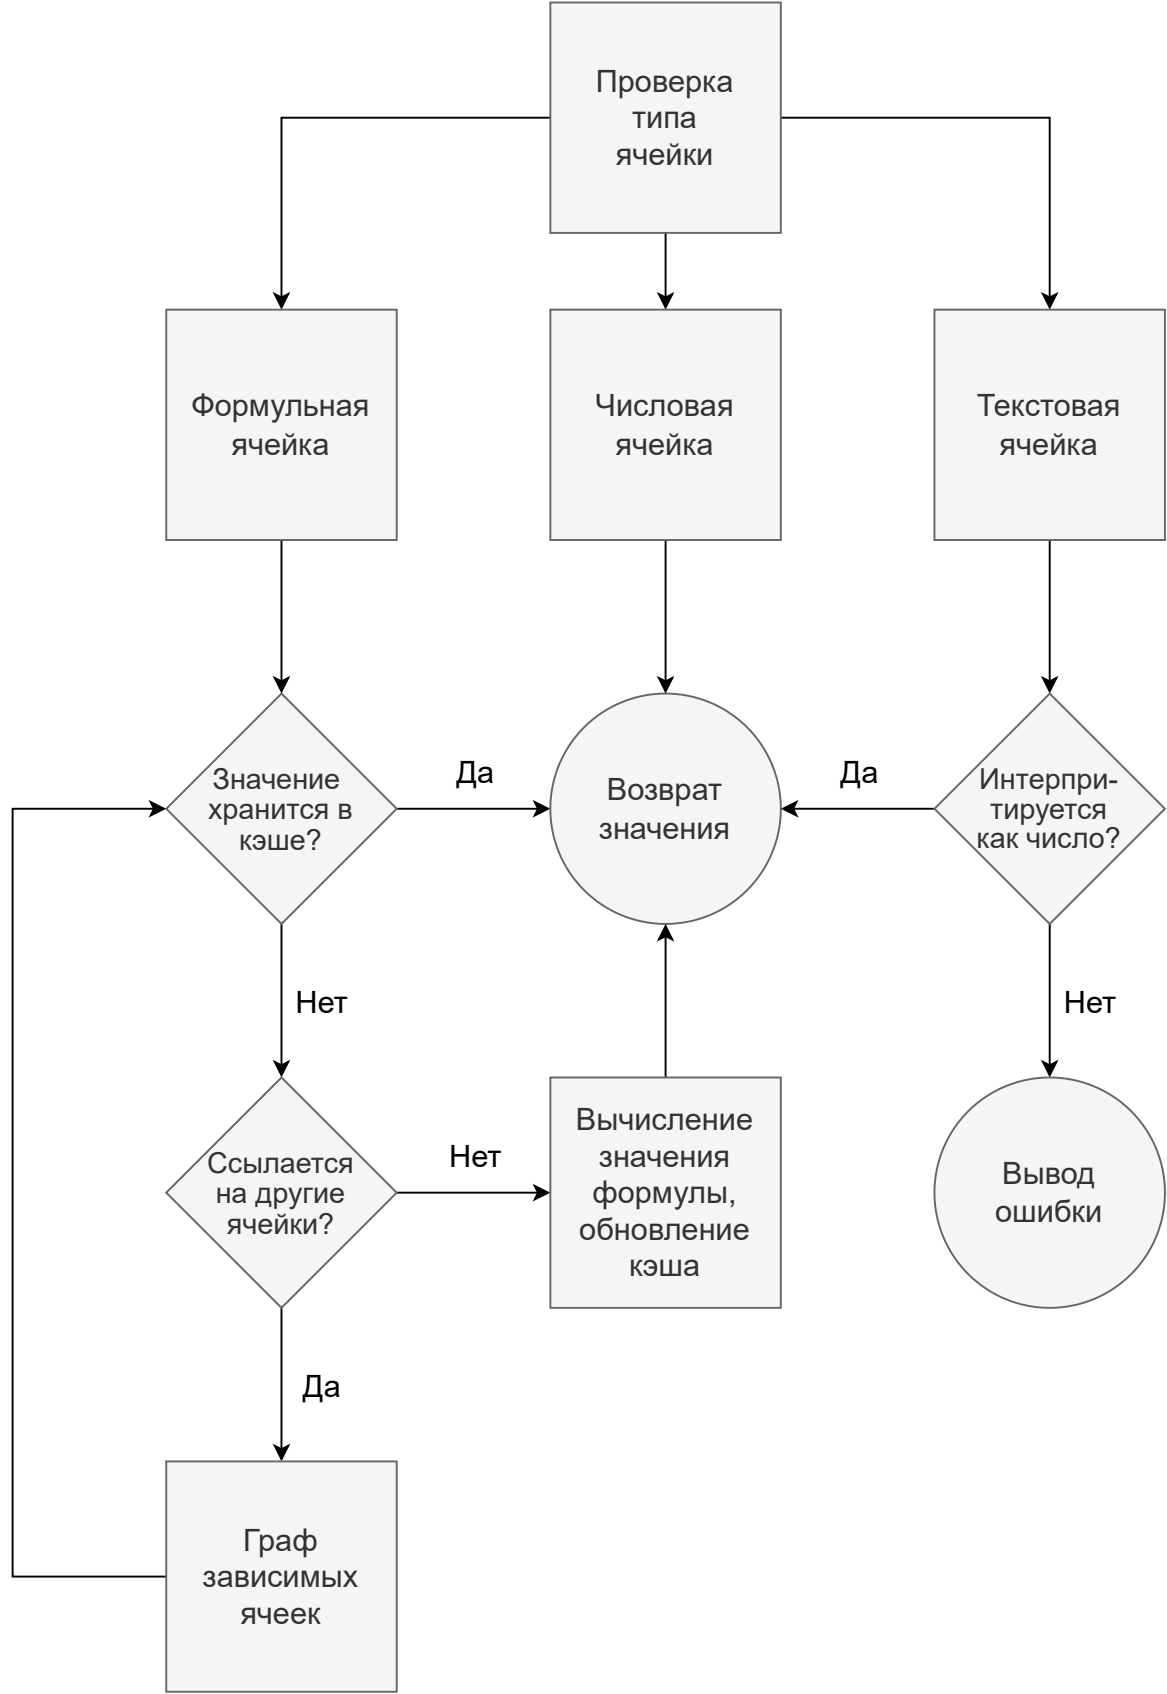 Проверка
типа
ячейки
Формульная
ячейка
Числовая
ячейка
Текстовая
ячейка
Значение
хранится в
кэше?
Да
Возврат
значения
Да
Интерпри-
тируется
как число?
Нет
Нет
Ссылается
на другие
ячейки?
Нет
Вычисление
значения
формулы,
обновление
кэша
Вывод
ошибки
Да
Граф
зависимых
ячеек